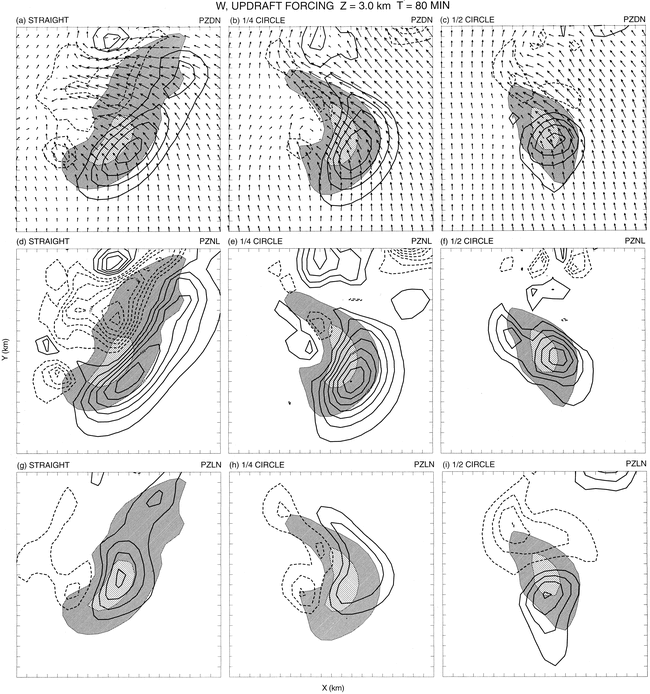 W, UPDRAFT FORCING Z = 3.0 km T = 80 MIN
(a) STRAIGHT PZDN (b) 1/4 CIRCLE PZDN (c) 1/2 CIRCLE PZDN
(d) STRAIGHT PZNL (e) 1/4 CIRCLE PZNL (f) 1/2 CIRCLE PZNL
Y (km)
(g) STRAIGHT PZLN (h) 1/4 CIRCLE PZLN (i) 1/2 CIRCLE PZLN
X (km)